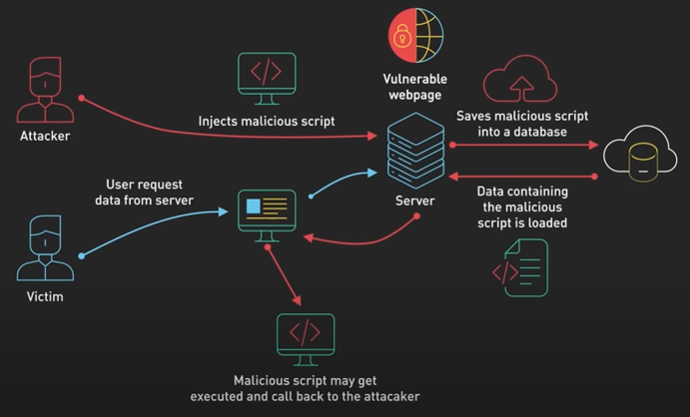 Vulnerable
webpage
Attacker
Injects malicious script
</>
Saves malicious script
into a database
User request
data from server
Server
Data containing
the malicious
script is loaded
</>
Victim
</>
Malicious script may get
executed and call back to the attacaker